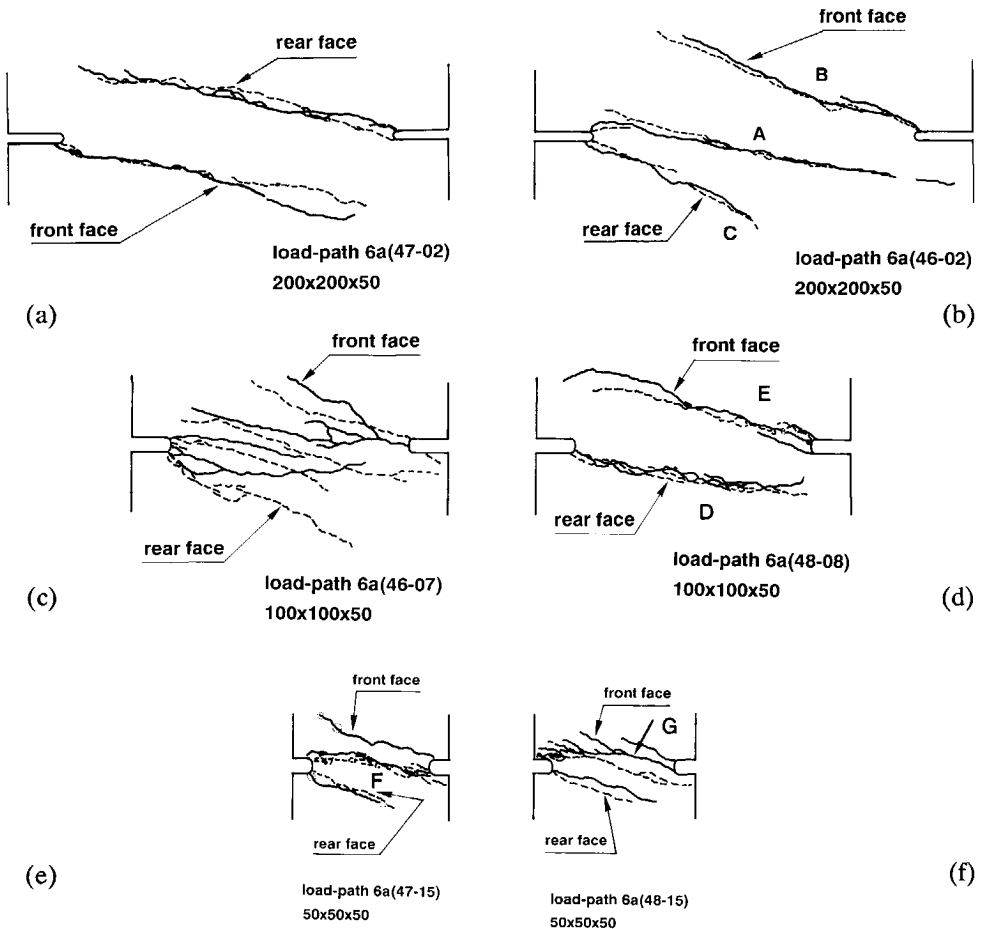 rear face
front face
load-path 6a(47-02)
200x200x50
(a)
front face
B
A
rear face
C
load-path 6a(46-02)
200x200x50
(b)
front face
rear face
load-path 6a(46-07)
100x100x50
(c)
front face
E
rear face
D
load-path 6a(48-08)
100x100x50
(d)
front face
F
rear face
(e)
load-path 6a(47-15)
50x50x50
front face
G
rear face
(f)
load-path 6a(48-15)
50x50x50